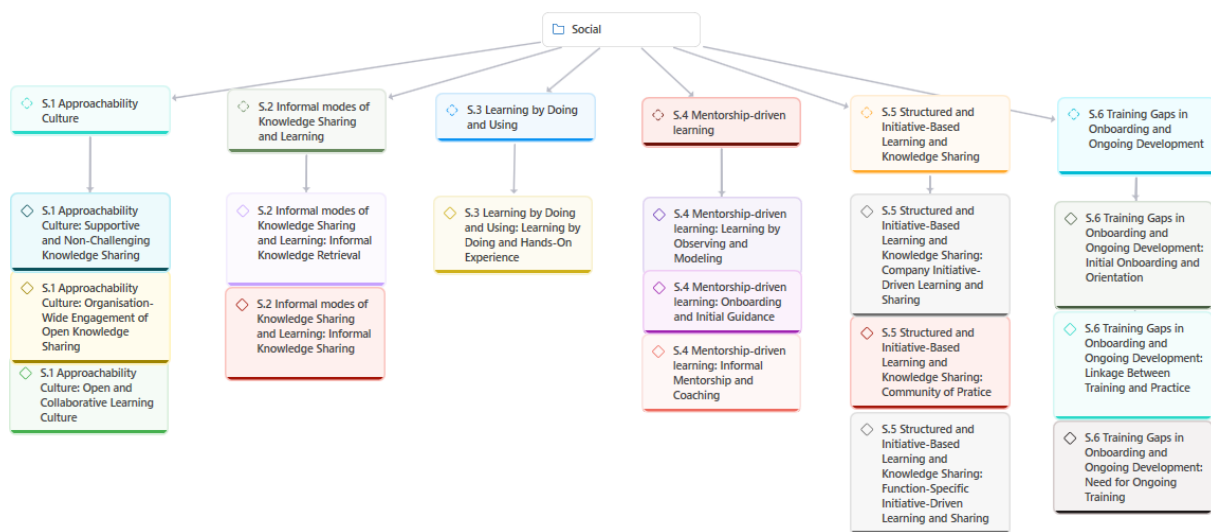 Social
S.1 Approachability
Culture
S.2 Informal modes of
Knowledge Sharing
and Learning
S.3 Learning by Doing
and Using
S.4 Mentorship-driven
learning
S.5 Structured and
Initiative-Based
Learning and
Knowledge Sharing
S.6 Training Gaps in
Onboarding and
Ongoing Development
S.1 Approachability
Culture: Supportive
and Non-Challenging
Knowledge Sharing
S.1 Approachability
Culture: Organisation-
Wide Engagement of
Open Knowledge
Sharing
S.1 Approachability
Culture: Open and
Collaborative Learning
Culture
S.2 Informal modes of
Knowledge Sharing
and Learning: Informal
Knowledge Retrieval
S.2 Informal modes of
Knowledge Sharing
and Learning: Informal
Knowledge Sharing
S.3 Learning by Doing
and Using: Learning by
Doing and Hands-On
Experience
S.4 Mentorship-driven
learning: Learning by
Observing and
Modeling
S.4 Mentorship-driven
learning: Onboarding
and Initial Guidance
S.4 Mentorship-driven
learning: Informal
Mentorship and
Coaching
S.5 Structured and
Initiative-Based
Learning and
Knowledge Sharing:
Company Initiative-
Driven Learning and
Sharing
S.5 Structured and
Initiative-Based
Learning and
Knowledge Sharing:
Community of Pratice
S.5 Structured and
Initiative-Based
Learning and
Knowledge Sharing:
Function-Specific
Initiative-Driven
Learning and Sharing
S.6 Training Gaps in
Onboarding and
Ongoing Development:
Initial Onboarding and
Orientation
S.6 Training Gaps in
Onboarding and
Ongoing Development:
Linkage Between
Training and Practice
S.6 Training Gaps in
Onboarding and
Ongoing Development:
Need for Ongoing
Training